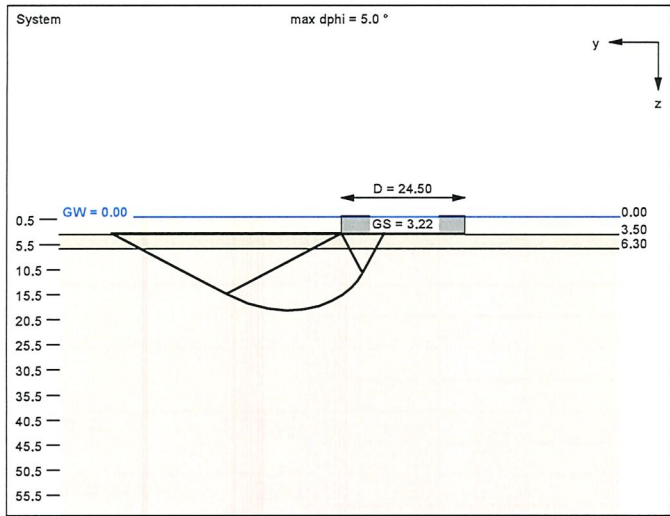 System
max dphi = 5.0 °
y
z
D = 24.50
0.5
GW = 0.00
0.00
GS = 3.22
3.50
5.5
6.30
10.5
15.5
20.5
25.5
30.5
35.5
40.5
45.5
50.5
55.5